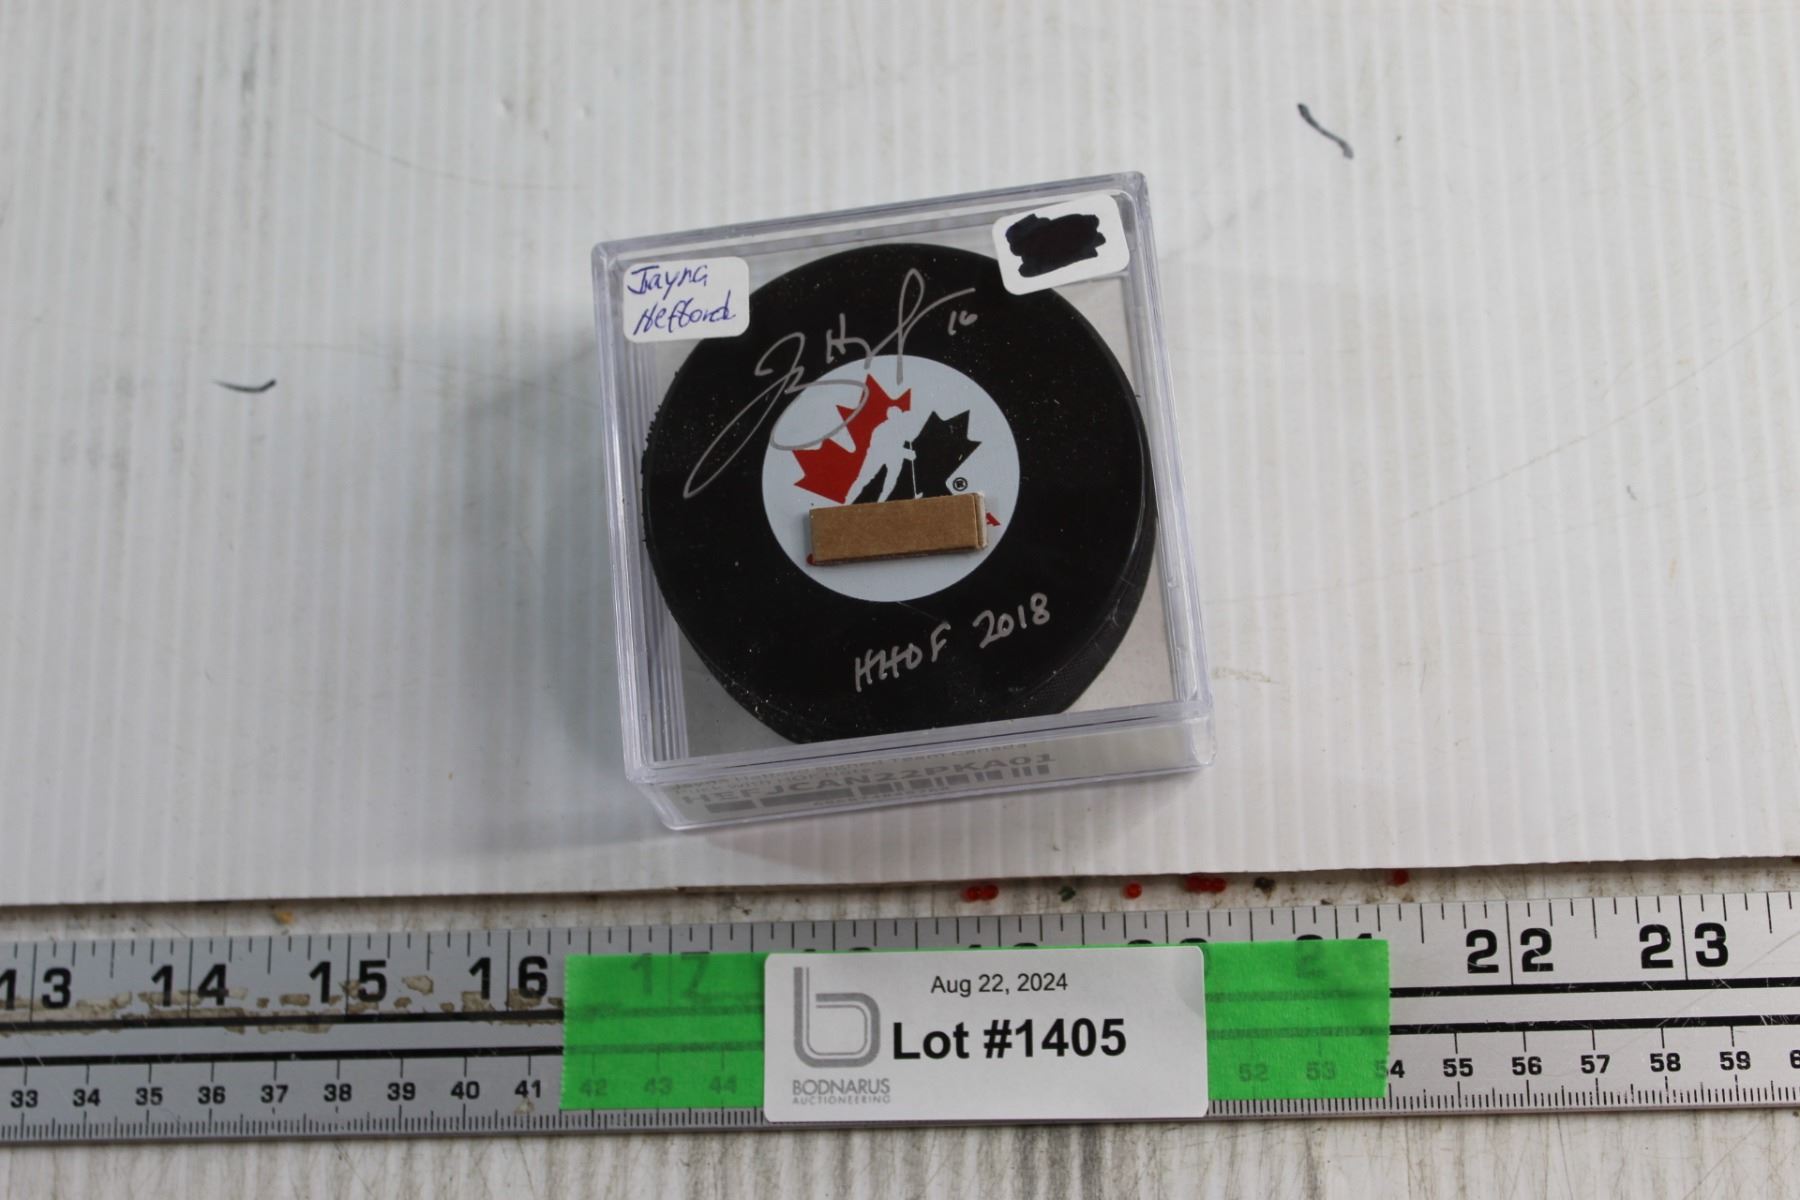 Jayna
Hefford
16
®
HHOF 2018
HEFJCAN22PKA01
13 14 15 16 17 21 22 23
Aug 22, 2024
Lot #1405
BODNARUS
AUCTIONEERING
33 34 35 36 37 38 39 40 41 42 43 44 52 53 54 55 56 57 58 59